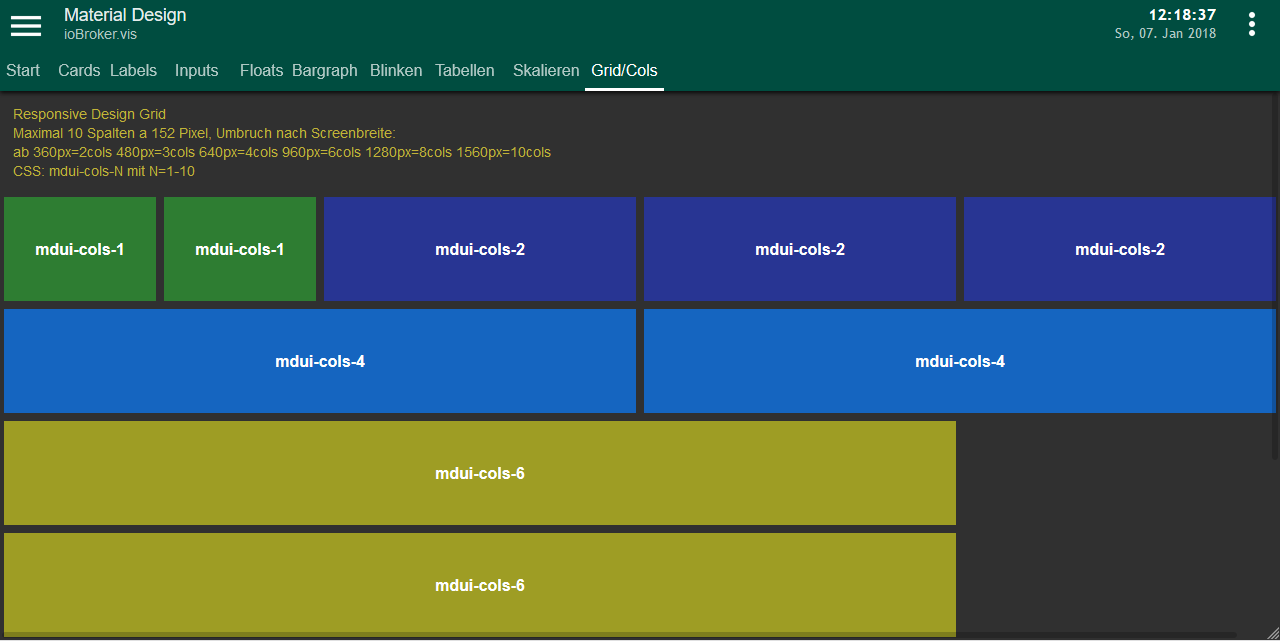 Material Design
ioBroker.vis
12:18:37
So, 07. Jan 2018
Start Cards Labels Inputs Floats Bargraph Blinken Tabellen Skalieren Grid/Cols
Responsive Design Grid
Maximal 10 Spalten a 152 Pixel, Umbruch nach Screenbreite:
ab 360px=2cols 480px=3cols 640px=4cols 960px=6cols 1280px=8cols 1560px=10cols
CSS: mdui-cols-N mit N=1-10
mdui-cols-1 mdui-cols-1 mdui-cols-2 mdui-cols-2 mdui-cols-2
mdui-cols-4 mdui-cols-4
mdui-cols-6
mdui-cols-6